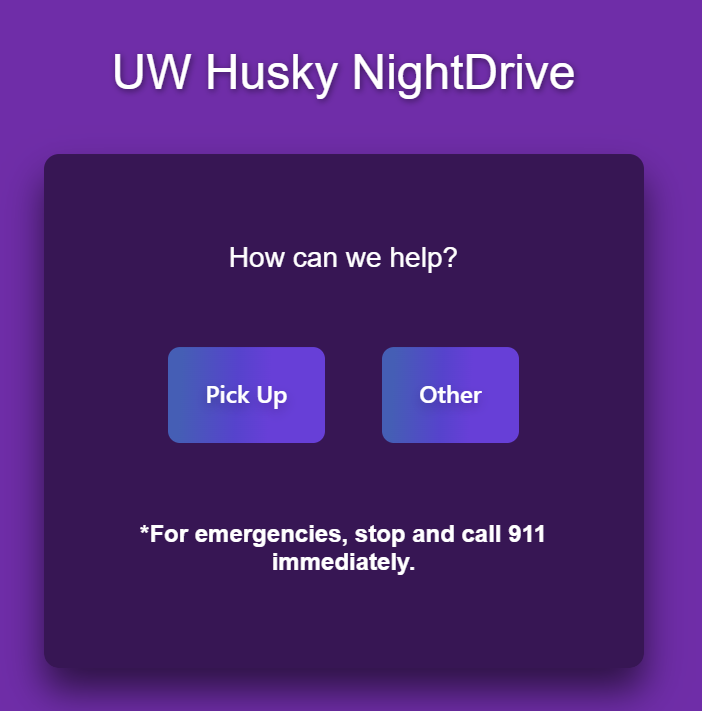 UW Husky NightDrive
How can we help?
Pick Up
Other
*For emergencies, stop and call 911
immediately.